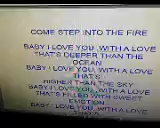 COME STEP INTO THE FIRE
BABY I LOVE YOU, WITH A LOVE
THAT'S DEEPER THAN THE
OCEAN
BABY I LOVE YOU, WITH A LOVE
THAT'S
HIGHER THAN THE SKY
BABY I LOVE YOU, WITH A LOVE
THAT'S FILLED WITH SWEET
EMOTION
BABY I LOVE YOU, WITH A LOVE
THAT'S